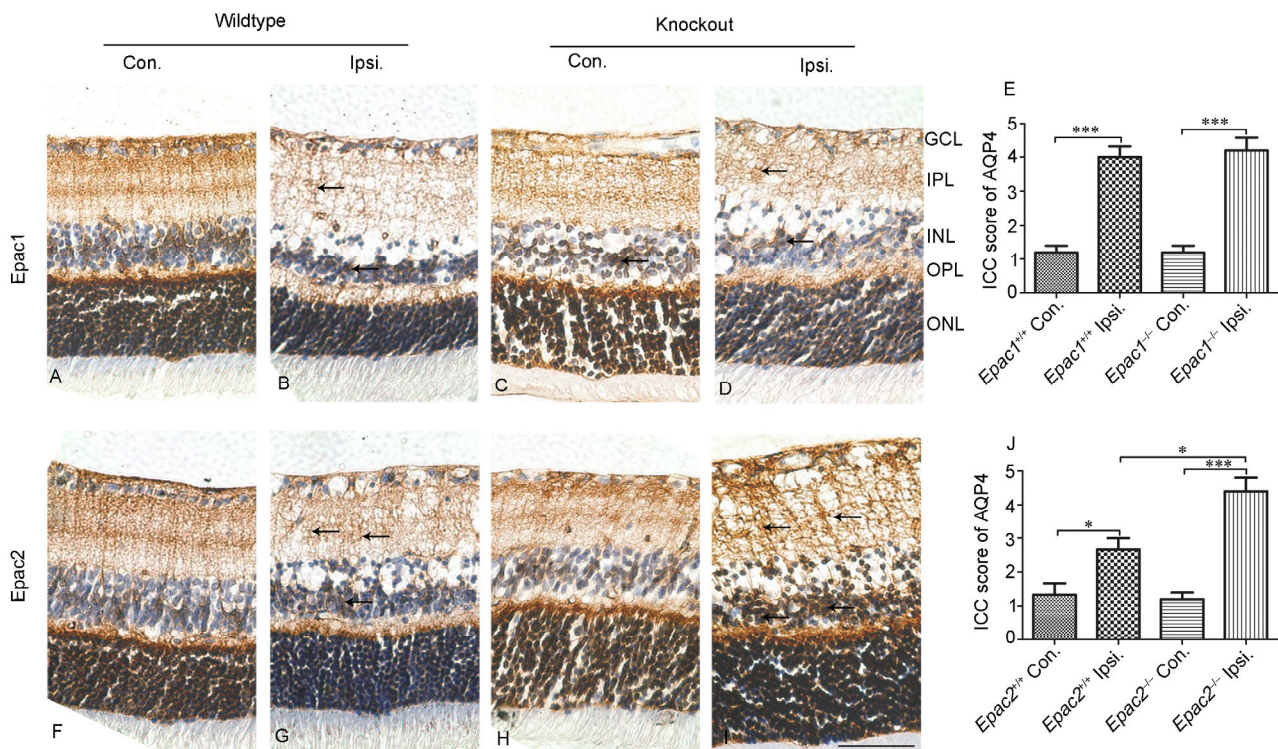 Wildtype
Knockout
Con.
Ipsi.
Con.
Ipsi.
Epac1
A
B
C
D
GCL
IPL
INL
OPL
ONL
E
ICC score of AQP4
5
4
3
2
1
0
***
***
Epac1+/+ Con.
Epac1+/+ Ipsi.
Epac1-/- Con.
Epac1-/- Ipsi.
Epac2
F
G
H
I
J
ICC score of AQP4
5
4
3
2
1
0
*
*
***
Epac2+/+ Con.
Epac2+/+ Ipsi.
Epac2-/- Con.
Epac2-/- Ipsi.